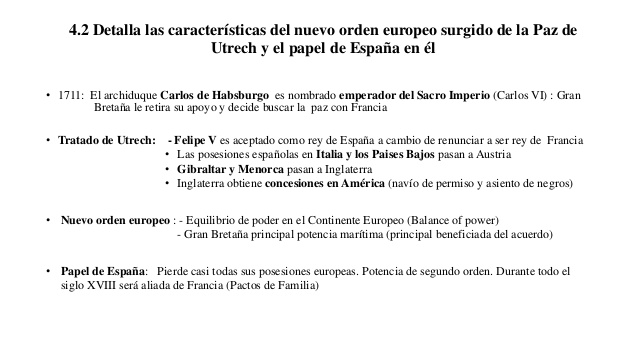 4.2 Detalla las características del nuevo orden europeo surgido de la Paz de
Utrech y el papel de España en él
• 1711: El archiduque Carlos de Habsburgo es nombrado emperador del Sacro Imperio (Carlos VI) : Gran
Bretaña le retira su apoyo y decide buscar la paz con Francia
• Tratado de Utrech: - Felipe V es aceptado como rey de España a cambio de renunciar a ser rey de Francia
• Las posesiones españolas en Italia y los Paises Bajos pasan a Austria
• Gibraltar y Menorca pasan a Inglaterra
• Inglaterra obtiene concesiones en América (navío de permiso y asiento de negros)
• Nuevo orden europeo : - Equilibrio de poder en el Continente Europeo (Balance of power)
- Gran Bretaña principal potencia marítima (principal beneficiada del acuerdo)
• Papel de España: Pierde casi todas sus posesiones europeas. Potencia de segundo orden. Durante todo el
siglo XVIII será aliada de Francia (Pactos de Familia)